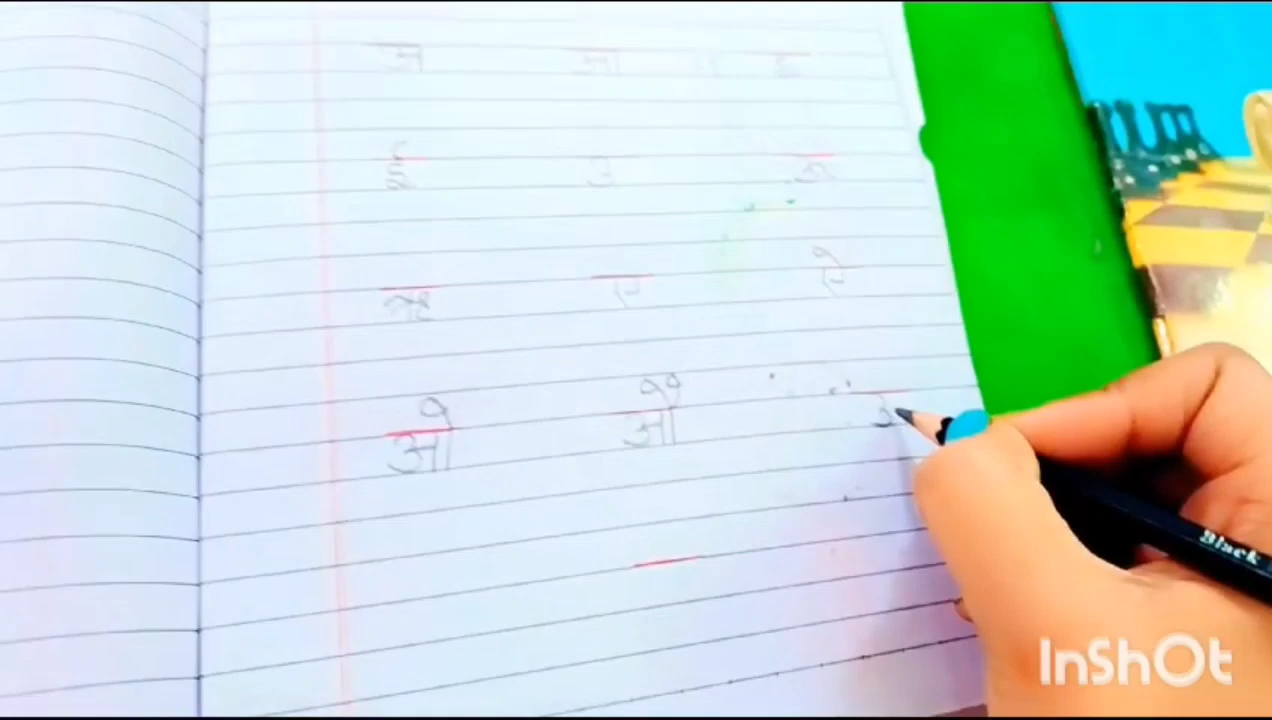 अ आ इ
ई उ ऊ
ऋ ए ऐ
ओ औ
Black
InShOt